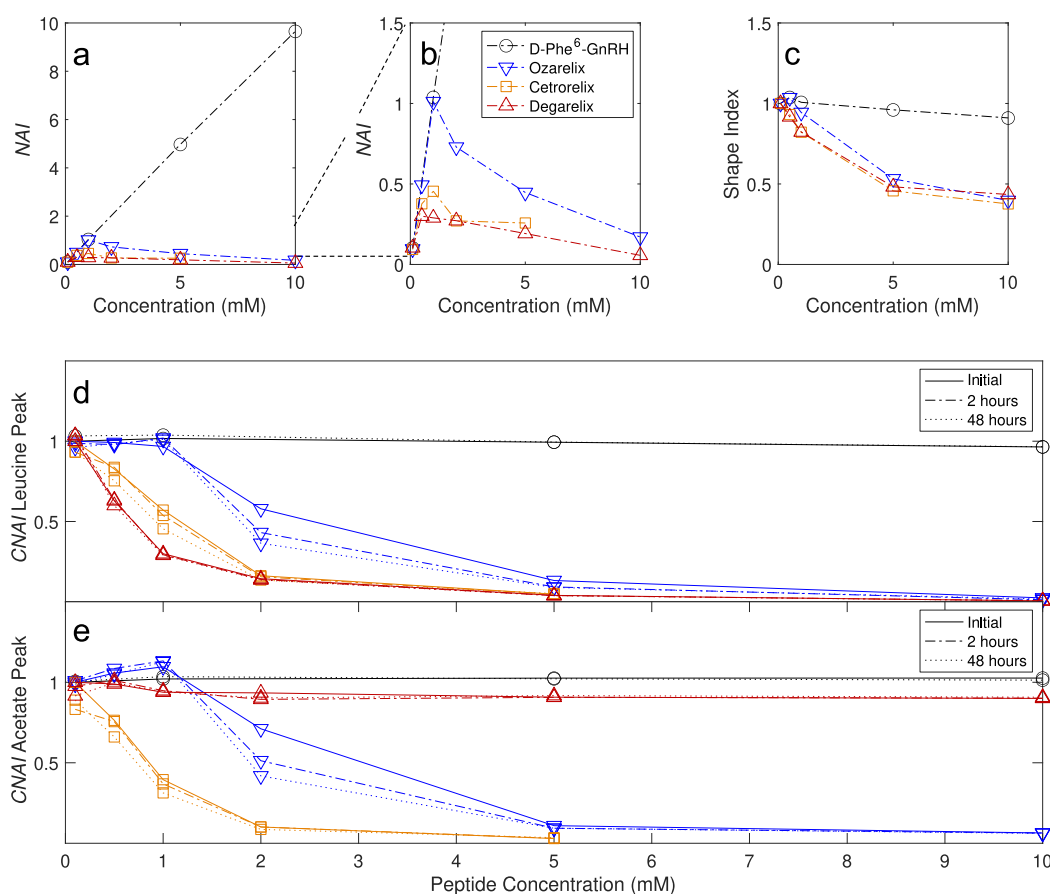 a
NAI
10
8
6
4
2
0
0
5
10
Concentration (mM)
b
NAI
1.5
1
0.5
0
0
5
10
Concentration (mM)
D-Phe⁶-GnRH
Ozarelix
Cetrorelix
Degarelix
c
Shape Index
1.5
1
0.5
0
0
5
10
Concentration (mM)
d
CNAI Leucine Peak
1
0.5
Initial
2 hours
48 hours
e
CNAI Acetate Peak
1
0.5
Initial
2 hours
48 hours
0
1
2
3
4
5
6
7
8
9
10
Peptide Concentration (mM)